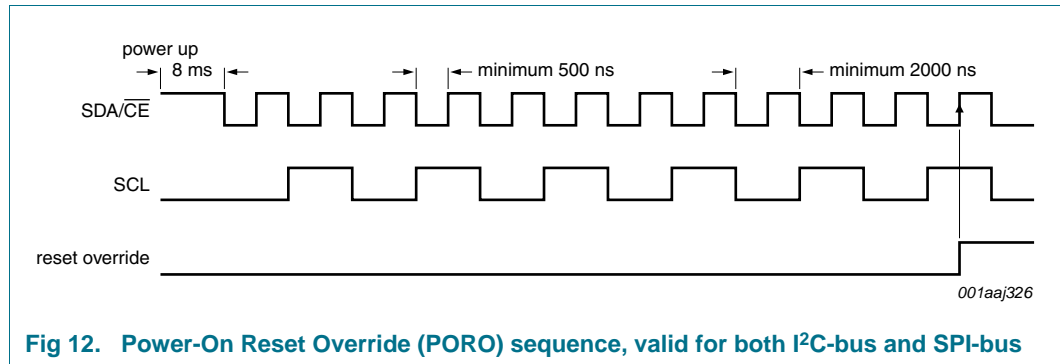 power up
8 ms
minimum 500 ns
minimum 2000 ns
SDA/CE
SCL
reset override
001aaj326
Fig 12. Power-On Reset Override (PORO) sequence, valid for both I2C-bus and SPI-bus